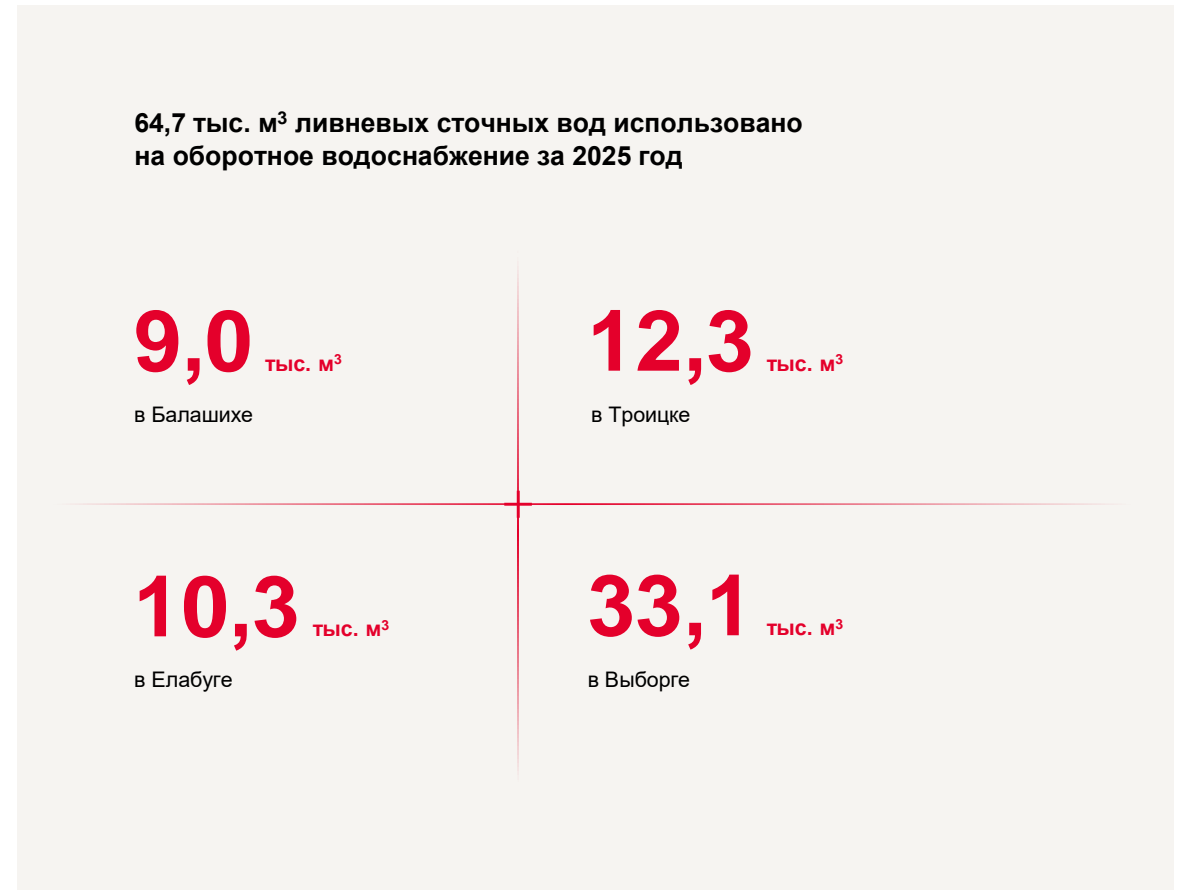 64,7 тыс. м³ ливневых сточных вод использовано
на оборотное водоснабжение за 2025 год
9,0 тыс. м³
в Балашихе
12,3 тыс. м³
в Троицке
10,3 тыс. м³
в Елабуге
33,1 тыс. м³
в Выборге